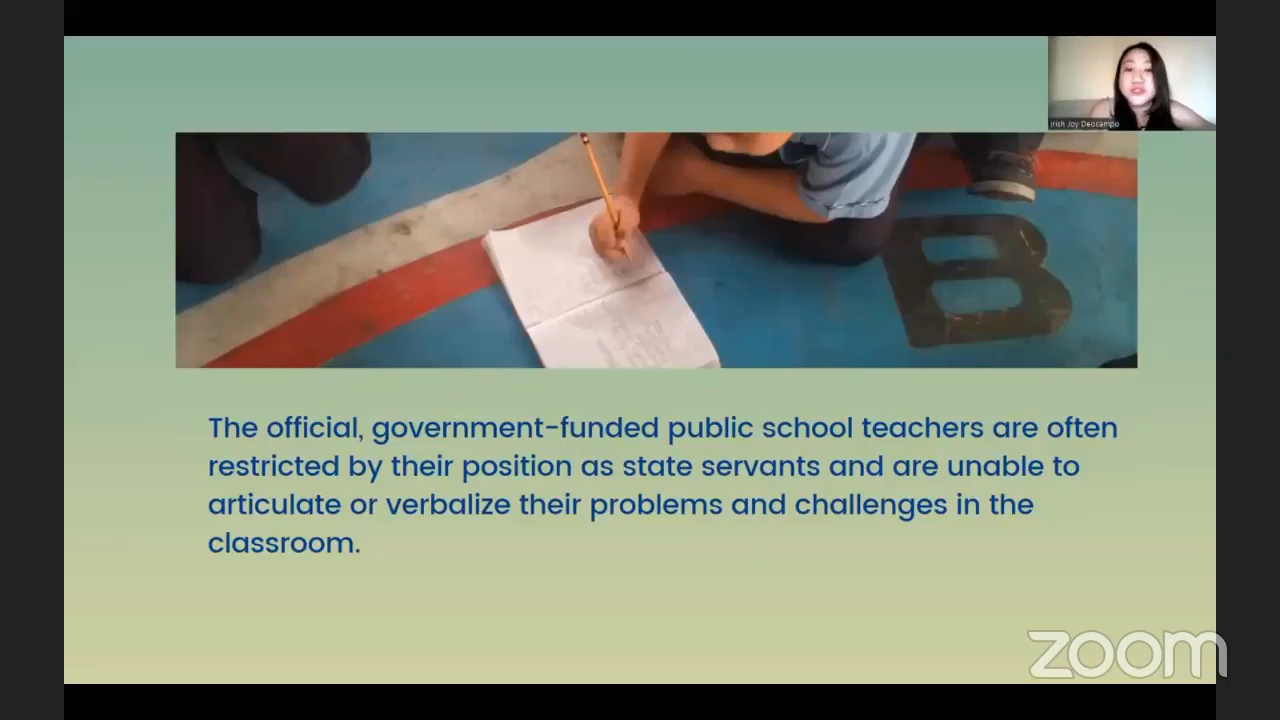 Irish Joy Deocampo
B
The official, government-funded public school teachers are often
restricted by their position as state servants and are unable to
articulate or verbalize their problems and challenges in the
classroom.
zoom